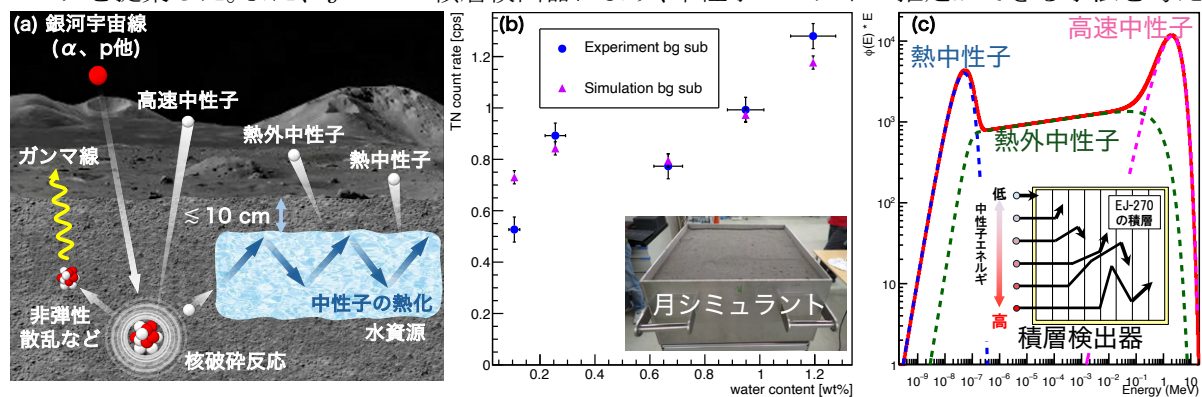 (a) 銀河宇宙線
(α、p他)
高速中性子
熱外中性子
熱中性子
ガンマ線
≲ 10 cm
中性子の熱化
水資源
非弾性
散乱など
核破砕反応
(b)
TN count rate [cps]
1.2
1
0.8
0.6
0.4
0.2
0
Experiment bg sub
Simulation bg sub
月シミュラント
0.2 0.4 0.6 0.8 1.0 1.2
water content [wt%]
(c)
ϕ(E) * E
10⁴
10³
10²
10
1
熱中性子
高速中性子
熱外中性子
低
中性子エネルギ
高
EJ-270
の積層
積層検出器
10⁻⁹ 10⁻⁸ 10⁻⁷ 10⁻⁶ 10⁻⁵ 10⁻⁴ 10⁻³ 10⁻² 10⁻¹ 1 10
Energy (MeV)